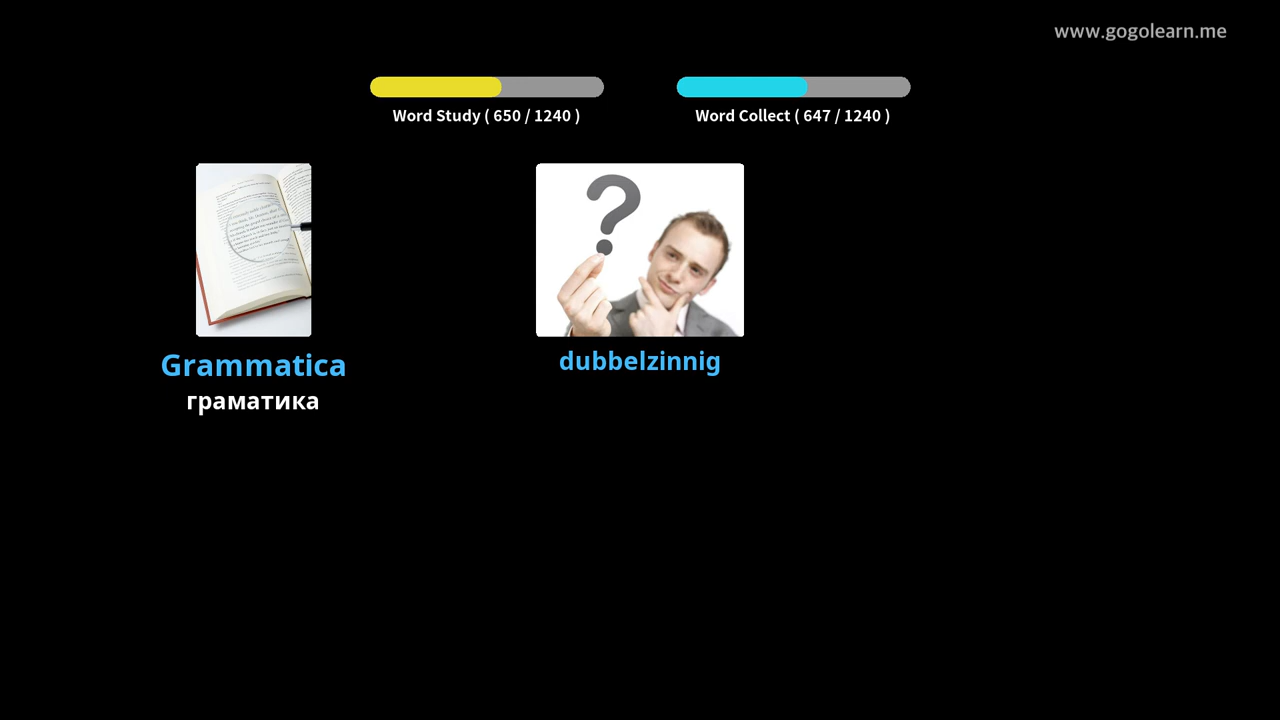 www.gogolearn.me
Word Study ( 650 / 1240 )
Word Collect ( 647 / 1240 )
Grammatica
граматика
dubbelzinnig